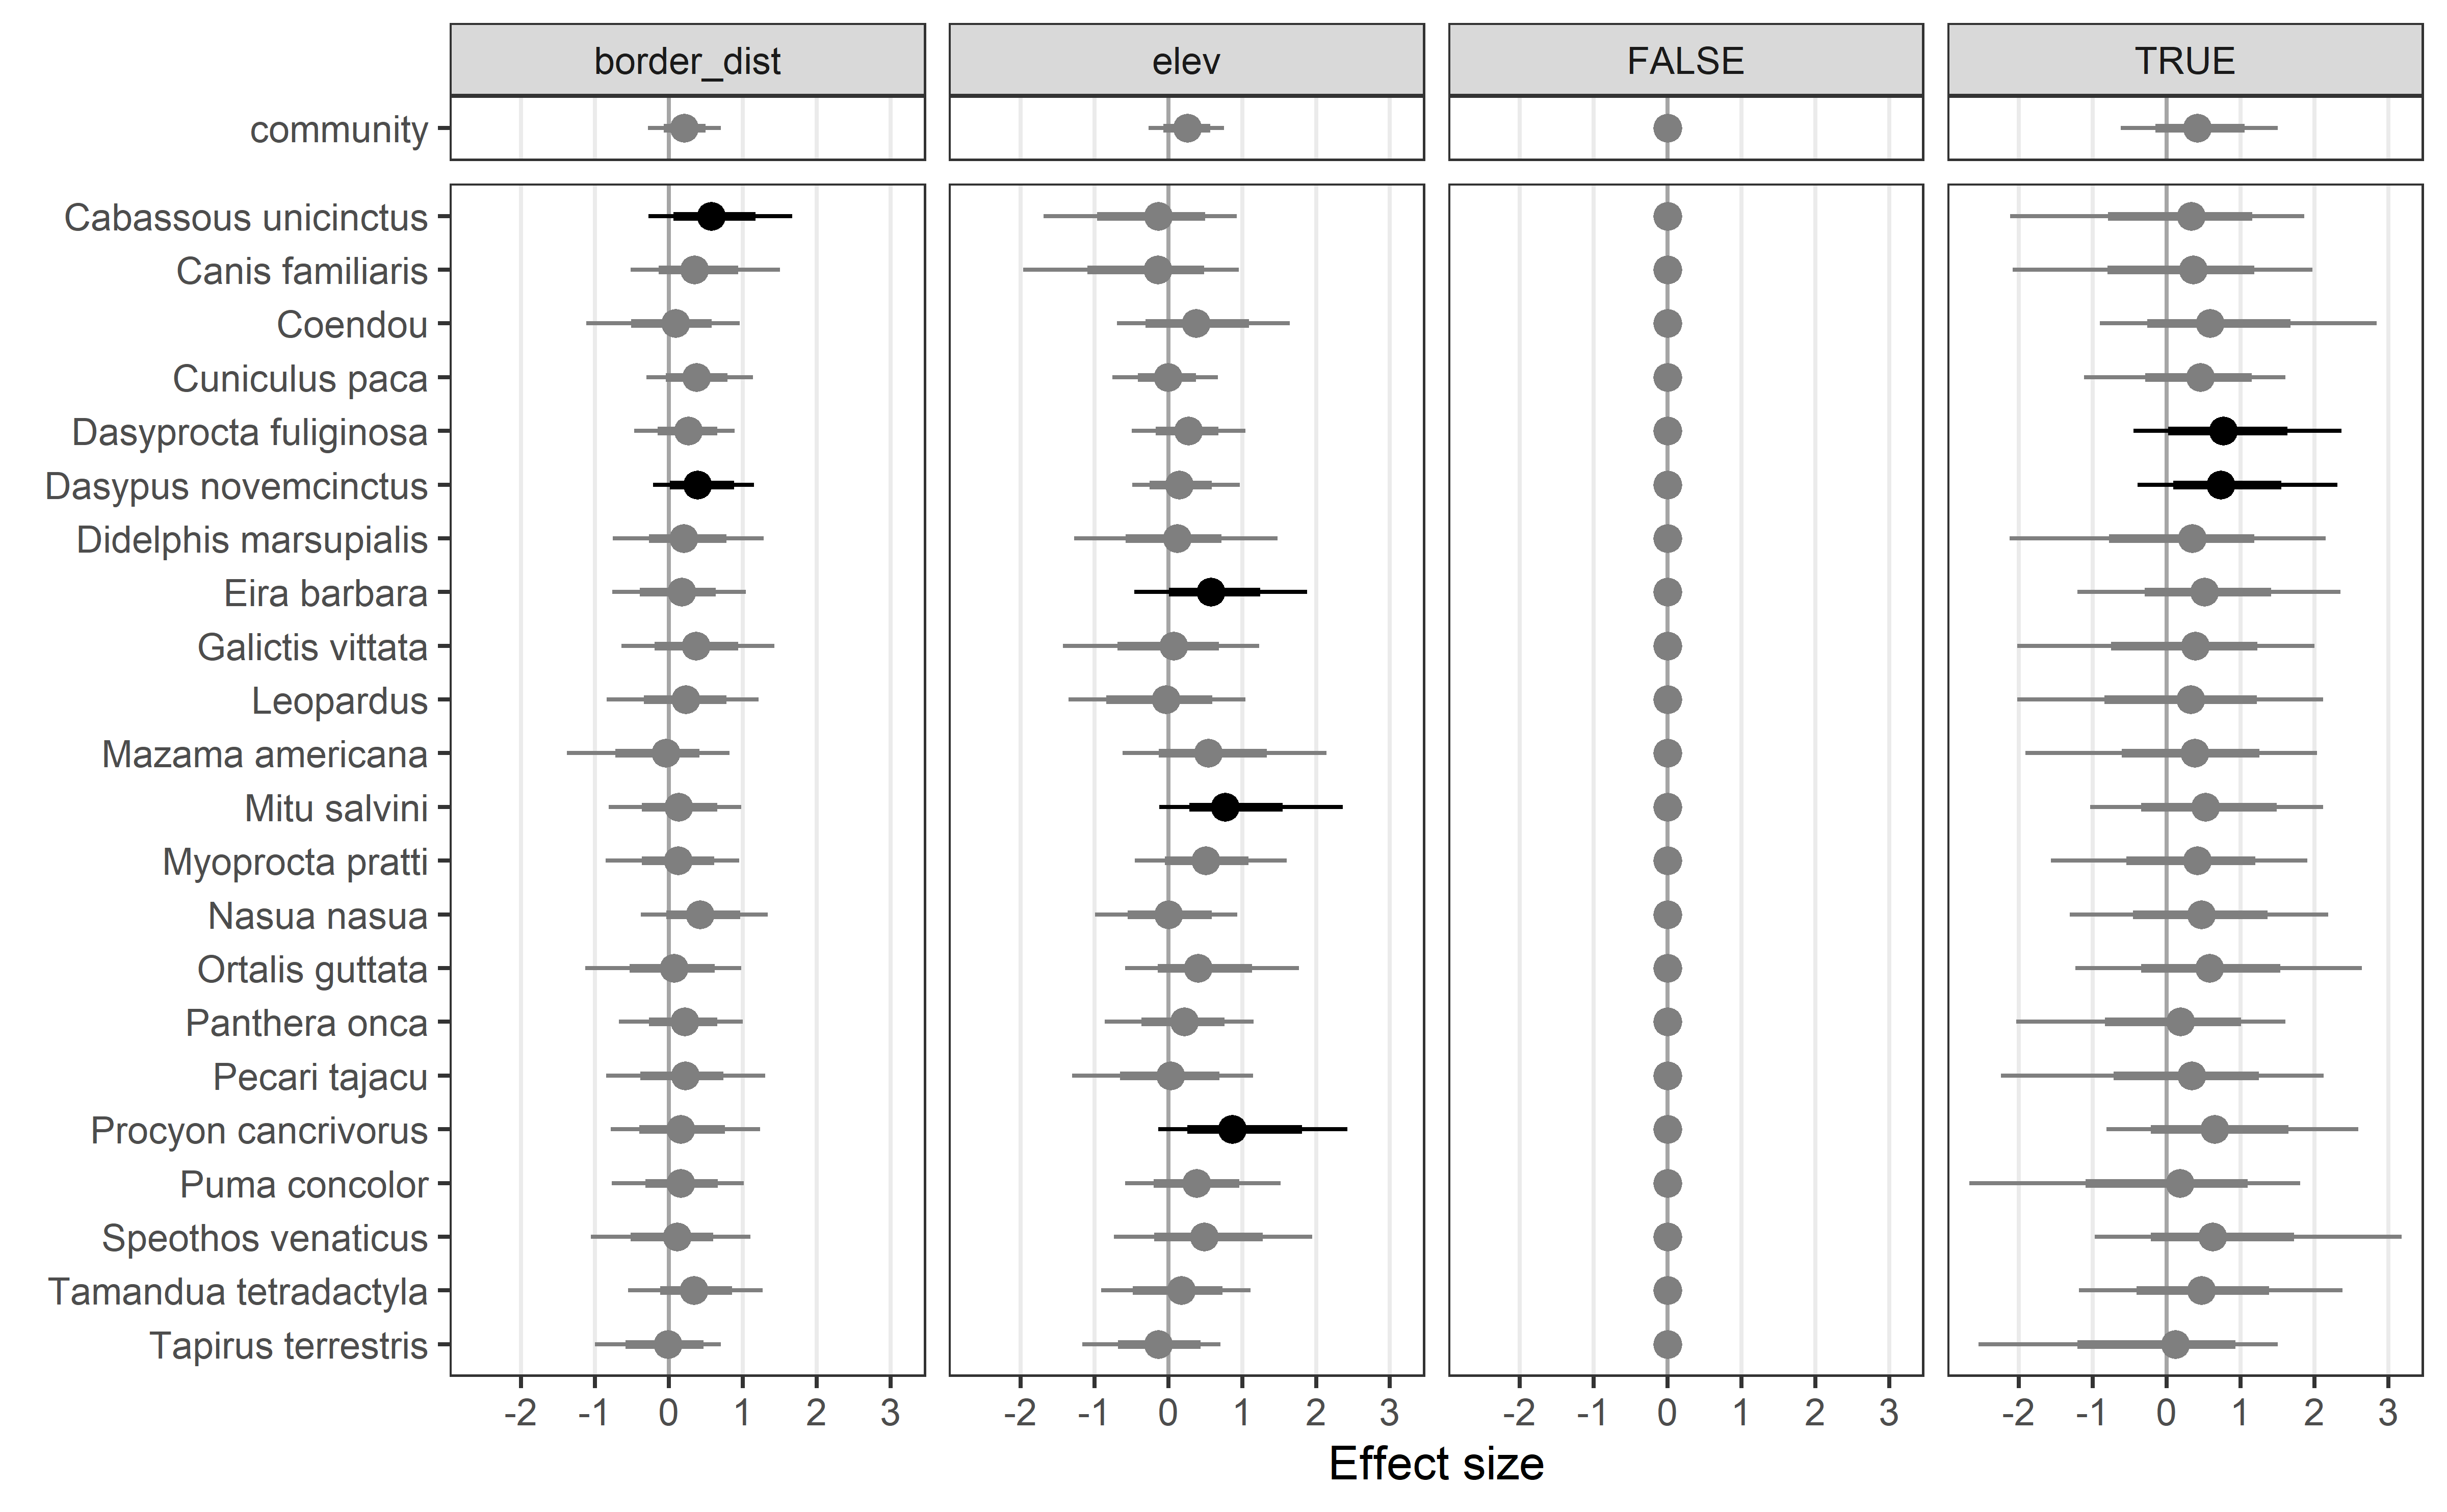 border_dist elev FALSE TRUE
community
Cabassous unicinctus
Canis familiaris
Coendou
Cuniculus paca
Dasyprocta fuliginosa
Dasypus novemcinctus
Didelphis marsupialis
Eira barbara
Galictis vittata
Leopardus
Mazama americana
Mitu salvini
Myoprocta pratti
Nasua nasua
Ortalis guttata
Panthera onca
Pecari tajacu
Procyon cancrivorus
Puma concolor
Speothos venaticus
Tamandua tetradactyla
Tapirus terrestris
-2 -1 0 1 2 3 -2 -1 0 1 2 3 -2 -1 0 1 2 3 -2 -1 0 1 2 3
Effect size